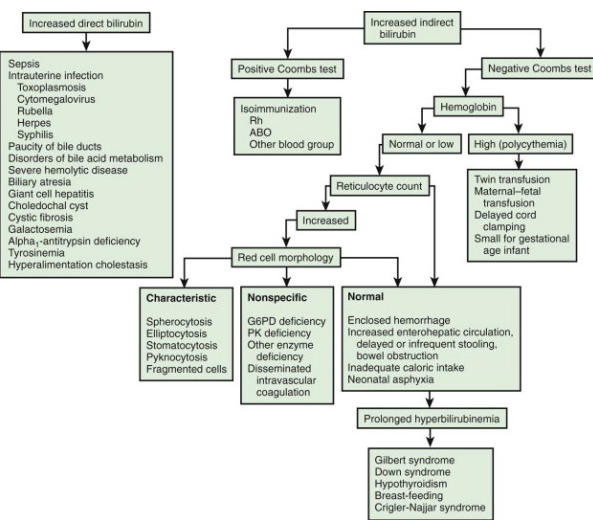 Increased direct
bilirubin
Sepsis
Intrauterine infection
Toxoplasmosis
Cytomegalovirus
Rubella
Herpes
Syphilis
Paucity of bile ducts
Disorders of bile acid metabolism
Severe hemolytic disease
Biliary atresia
Giant cell hepatitis
Choledochal cyst
Cystic fibrosis
Galactosemia
Alpha₁-antitrypsin deficiency
Tyrosinemia
Hyperalimentation cholestasis
Increased indirect
bilirubin
Positive Coombs test
Isoimmunization
Rh
ABO
Other blood group
Negative Coombs test
Hemoglobin
Normal or low
High (polycythemia)
Twin transfusion
Maternal–fetal
transfusion
Delayed cord
clamping
Small for gestational
age infant
Reticulocyte count
Increased
Red cell morphology
Characteristic
Spherocytosis
Elliptocytosis
Stomatocytosis
Pyknocytosis
Fragmented cells
Nonspecific
G6PD deficiency
PK deficiency
Other enzyme
deficiency
Disseminated
intravascular
coagulation
Normal
Enclosed hemorrhage
Increased enterohepatic circulation,
delayed or infrequent stooling,
bowel obstruction
Inadequate caloric intake
Neonatal asphyxia
Prolonged hyperbilirubinemia
Gilbert syndrome
Down syndrome
Hypothyroidism
Breast-feeding
Crigler-Najjar syndrome